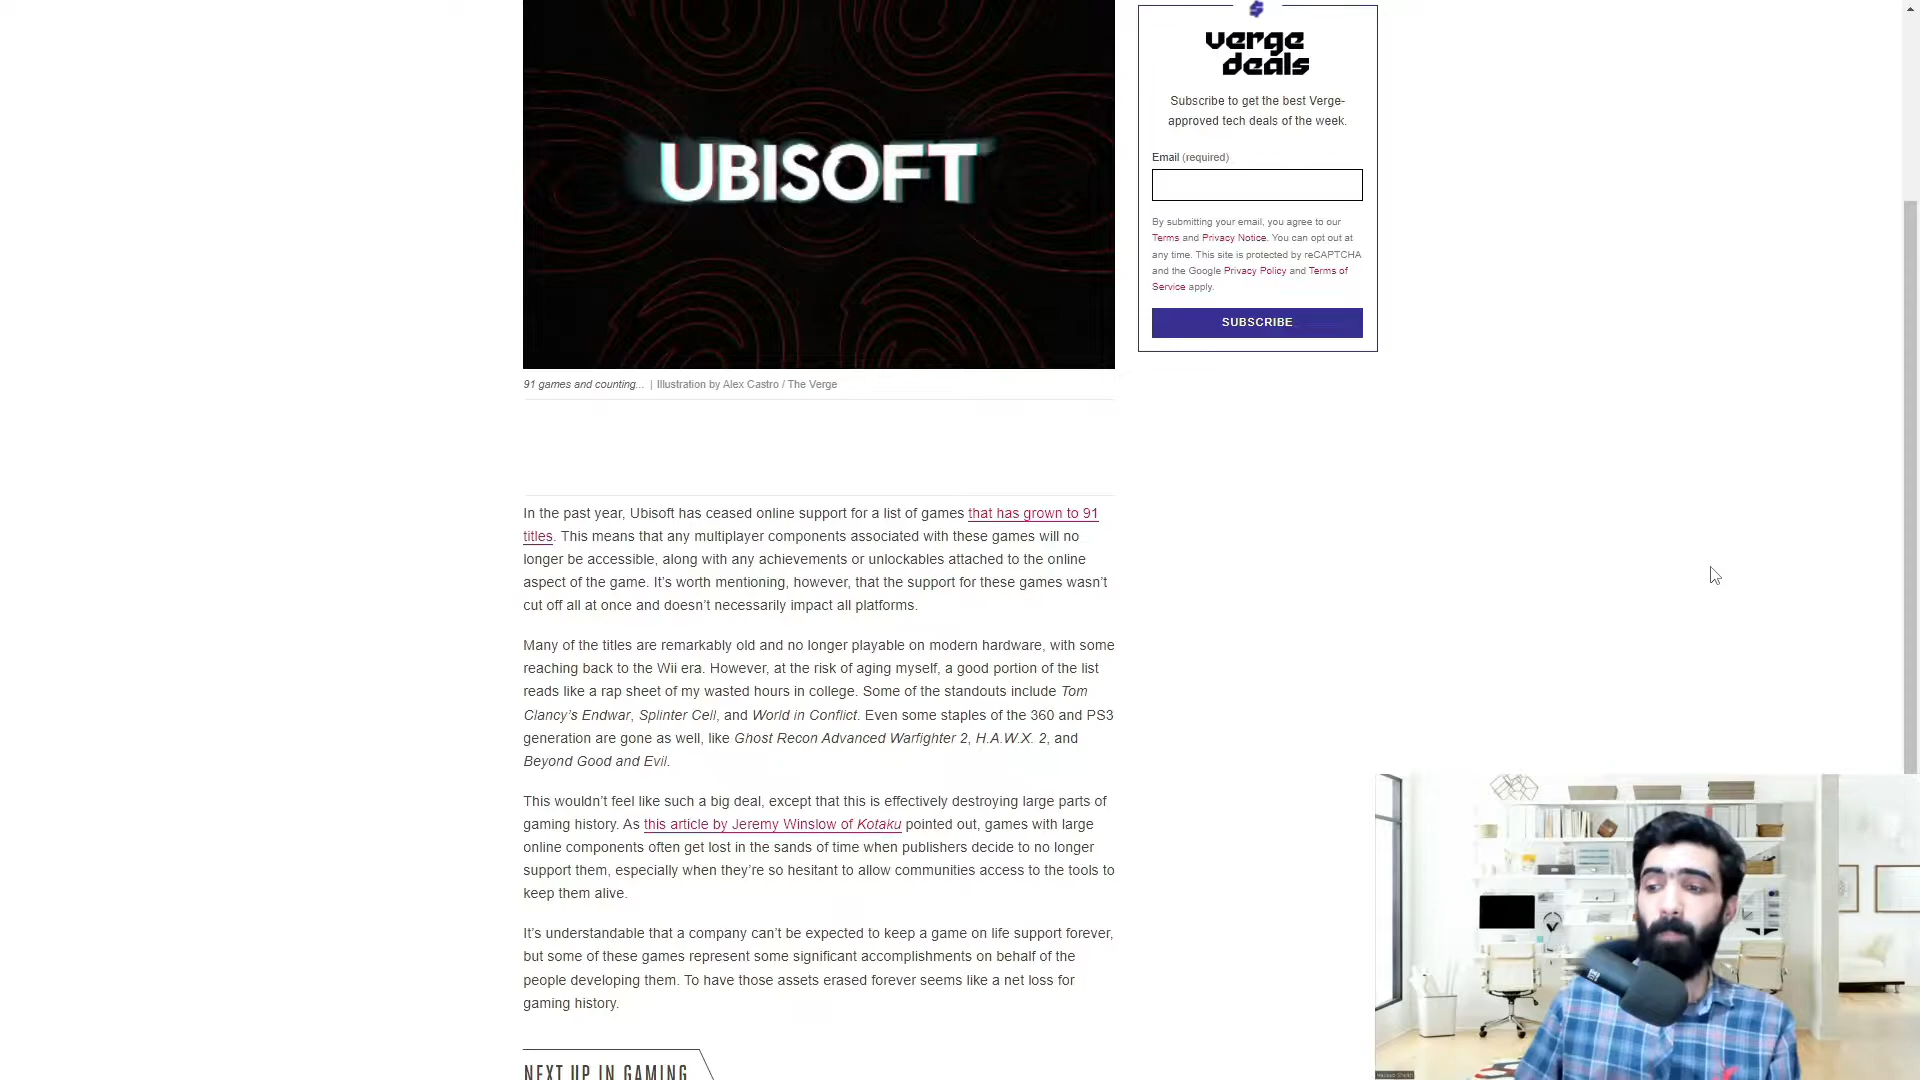 UBISOFT
91 games and counting... | Illustration by Alex Castro / The Verge
In the past year, Ubisoft has ceased online support for a list of games that has grown to 91
titles. This means that any multiplayer components associated with these games will no
longer be accessible, along with any achievements or unlockables attached to the online
aspect of the game. It’s worth mentioning, however, that the support for these games wasn’t
cut off all at once and doesn’t necessarily impact all platforms.
Many of the titles are remarkably old and no longer playable on modern hardware, with some
reaching back to the Wii era. However, at the risk of aging myself, a good portion of the list
reads like a rap sheet of my wasted hours in college. Some of the standouts include Tom
Clancy’s Endwar, Splinter Cell, and World in Conflict. Even some staples of the 360 and PS3
generation are gone as well, like Ghost Recon Advanced Warfighter 2, H.A.W.X. 2, and
Beyond Good and Evil.
This wouldn’t feel like such a big deal, except that this is effectively destroying large parts of
gaming history. As this article by Jeremy Winslow of Kotaku pointed out, games with large
online components often get lost in the sands of time when publishers decide to no longer
support them, especially when they’re so hesitant to allow communities access to the tools to
keep them alive.
It’s understandable that a company can’t be expected to keep a game on life support forever,
but some of these games represent some significant accomplishments on behalf of the
people developing them. To have those assets erased forever seems like a net loss for
gaming history.
NEXT UP IN GAMING
verge
deals
Subscribe to get the best Verge-
approved tech deals of the week.
Email (required)
By submitting your email, you agree to our
Terms and Privacy Notice. You can opt out at
any time. This site is protected by reCAPTCHA
and the Google Privacy Policy and Terms of
Service apply.
SUBSCRIBE